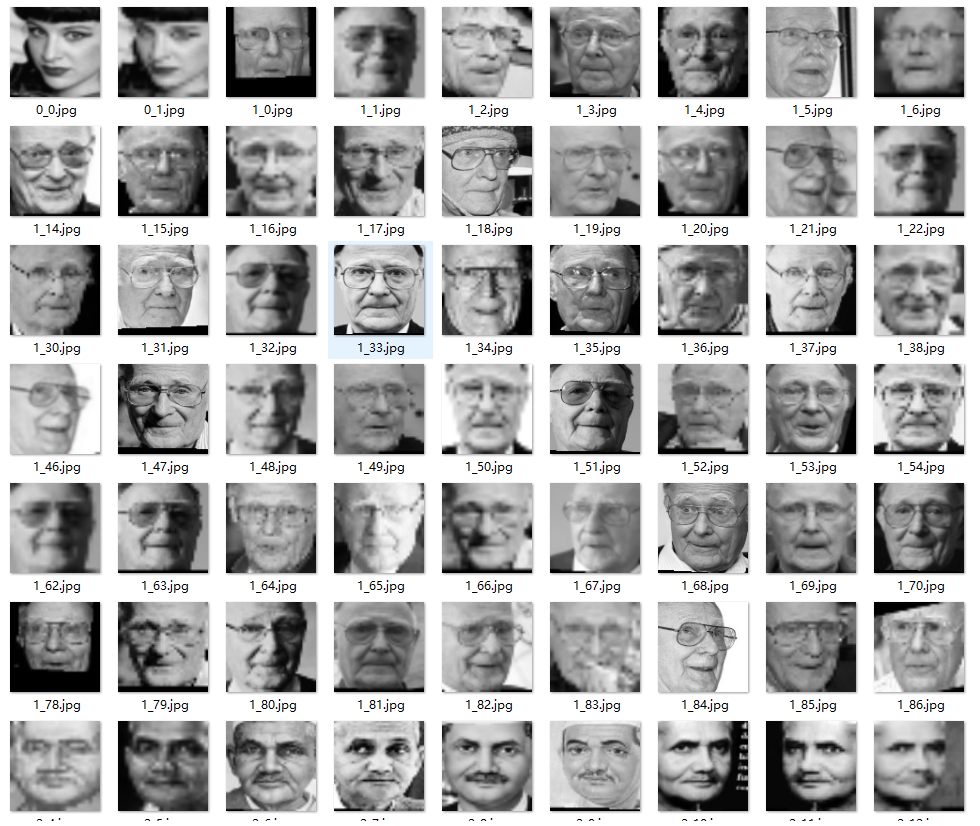 0_0.jpg 0_1.jpg 1_0.jpg 1_1.jpg 1_2.jpg 1_3.jpg 1_4.jpg 1_5.jpg 1_6.jpg
1_14.jpg 1_15.jpg 1_16.jpg 1_17.jpg 1_18.jpg 1_19.jpg 1_20.jpg 1_21.jpg 1_22.jpg
1_30.jpg 1_31.jpg 1_32.jpg 1_33.jpg 1_34.jpg 1_35.jpg 1_36.jpg 1_37.jpg 1_38.jpg
1_46.jpg 1_47.jpg 1_48.jpg 1_49.jpg 1_50.jpg 1_51.jpg 1_52.jpg 1_53.jpg 1_54.jpg
1_62.jpg 1_63.jpg 1_64.jpg 1_65.jpg 1_66.jpg 1_67.jpg 1_68.jpg 1_69.jpg 1_70.jpg
1_78.jpg 1_79.jpg 1_80.jpg 1_81.jpg 1_82.jpg 1_83.jpg 1_84.jpg 1_85.jpg 1_86.jpg